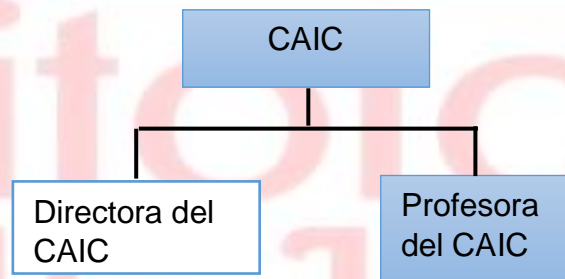 CAIC
Directora del
CAIC
Profesora
del CAIC